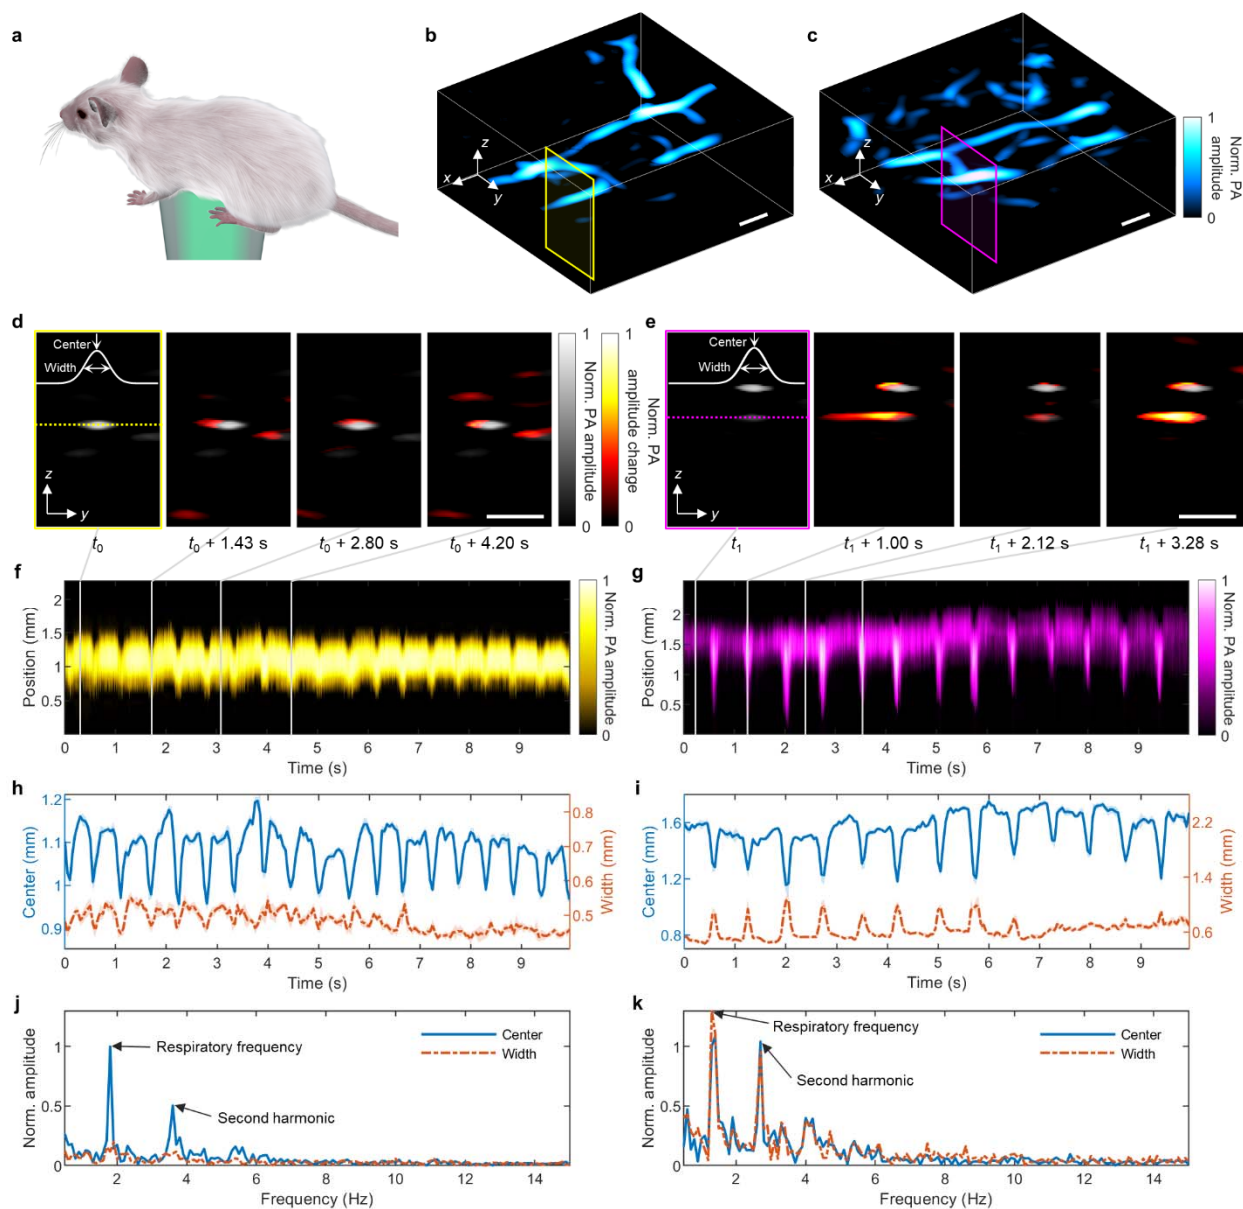 a
b
c
z
x
y
z
x
y
1
0
Norm. PA
amplitude
d
Center
Width
z
y
1
0
Norm. PA amplitude
1
0
Norm. PA
amplitude change
e
Center
Width
z
y
t0
t0 + 1.43 s
t0 + 2.80 s
t0 + 4.20 s
t1
t1 + 1.00 s
t1 + 2.12 s
t1 + 3.28 s
f
Position (mm)
2
1.5
1
0.5
0 1 2 3 4 5 6 7 8 9
Time (s)
1
0
Norm. PA amplitude
g
Position (mm)
2
1.5
1
0.5
0 1 2 3 4 5 6 7 8 9
Time (s)
1
0
Norm. PA amplitude
h
Center (mm)
1.2
1.1
1
0.9
0.8
0.7
0.6
0.5
Width (mm)
0 1 2 3 4 5 6 7 8 9
Time (s)
i
Center (mm)
1.6
1.2
0.8
2.2
1.4
0.6
Width (mm)
0 1 2 3 4 5 6 7 8 9
Time (s)
j
Norm. amplitude
1
0.5
0
Respiratory frequency
Second harmonic
Center
Width
2 4 6 8 10 12 14
Frequency (Hz)
k
Norm. amplitude
1
0.5
0
Respiratory frequency
Second harmonic
Center
Width
2 4 6 8 10 12 14
Frequency (Hz)